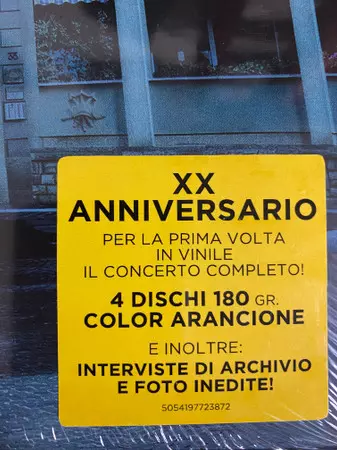 XX
ANNIVERSARIO
PER LA PRIMA VOLTA
IN VINILE
IL CONCERTO COMPLETO!
4 DISCHI 180 GR.
COLOR ARANCIONE
E INOLTRE:
INTERVISTE DI ARCHIVIO
E FOTO INEDITE!
5054197723872